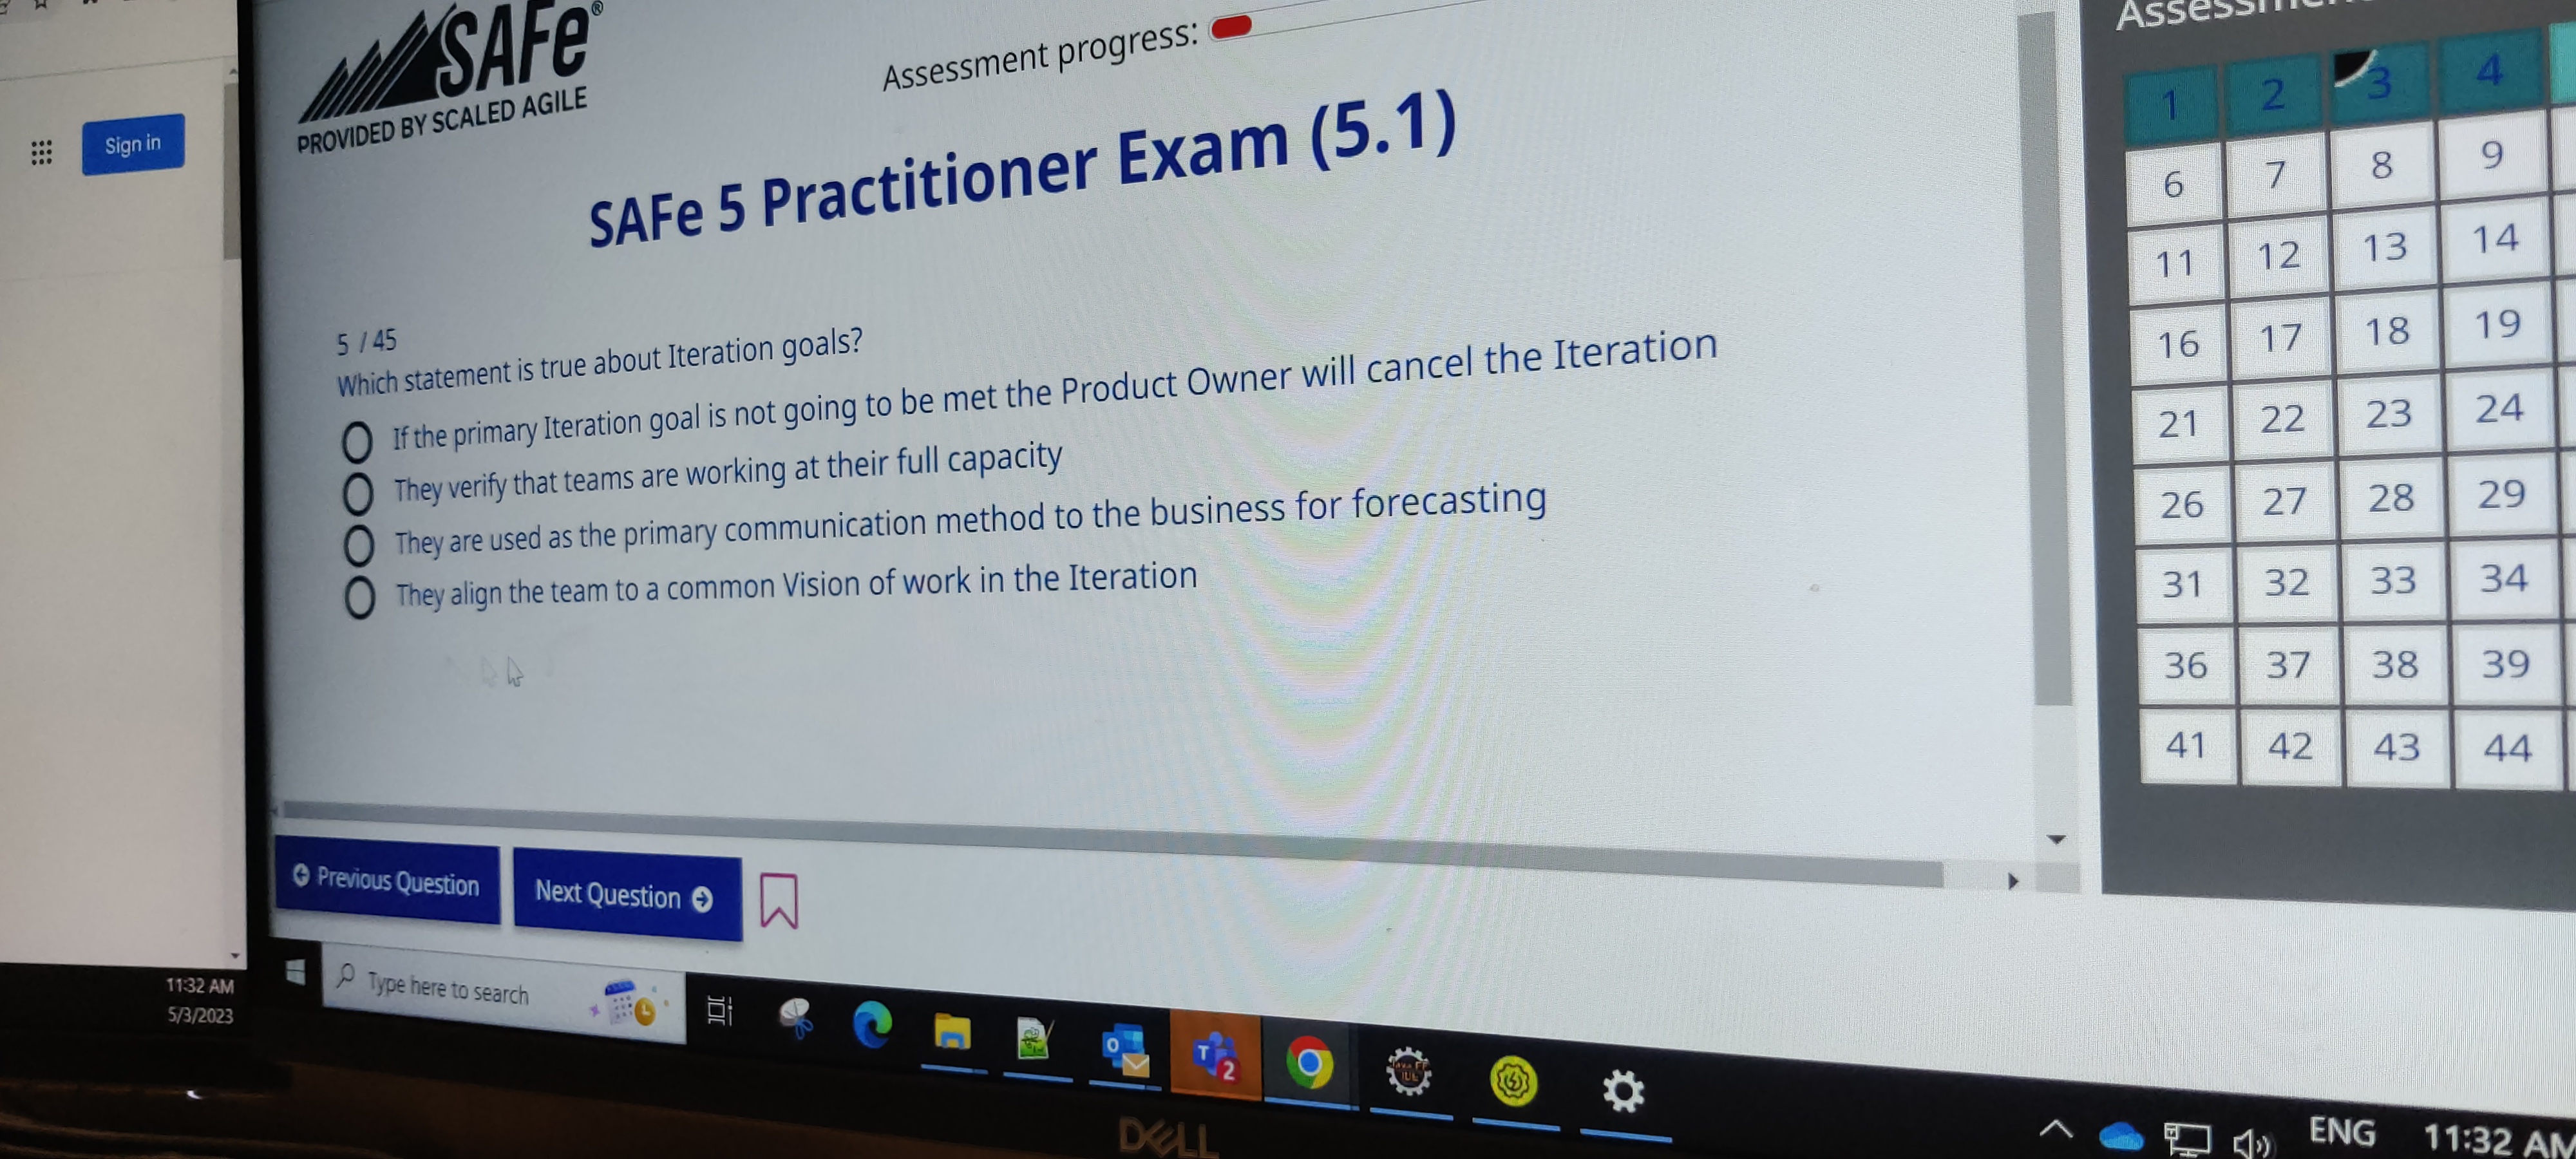 SAFe®
PROVIDED BY SCALED AGILE
Sign in
Assessment progress:
SAFe 5 Practitioner Exam (5.1)
5 / 45
Which statement is true about Iteration goals?
If the primary Iteration goal is not going to be met the Product Owner will cancel the Iteration
They verify that teams are working at their full capacity
They are used as the primary communication method to the business for forecasting
They align the team to a common Vision of work in the Iteration
Previous Question
Next Question
1 2 3 4
6 7 8 9
11 12 13 14
16 17 18 19
21 22 23 24
26 27 28 29
31 32 33 34
36 37 38 39
41 42 43 44
11:32 AM
5/3/2023
Type here to search
2
ENG
11:32 AM
DELL